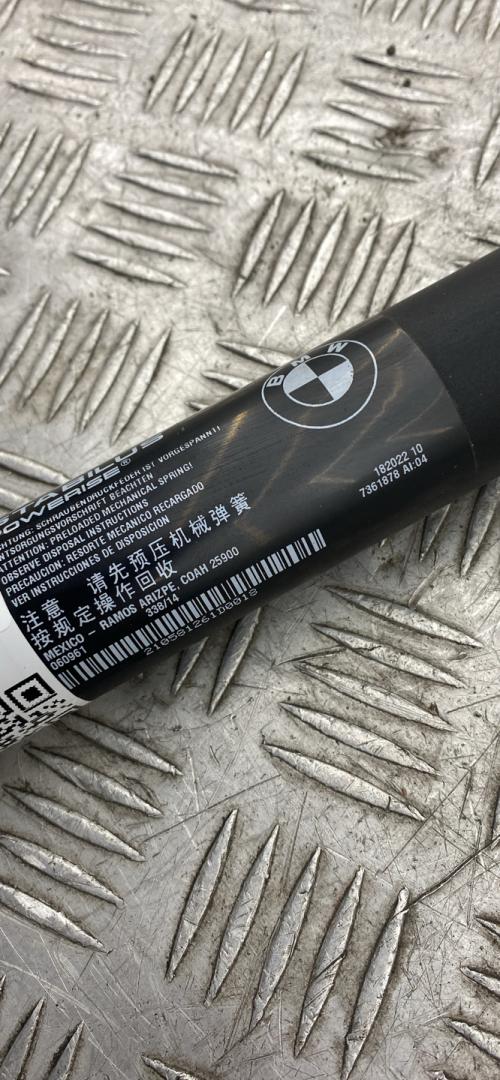 BMW
STABILUS
POWERISE®
ACHTUNG: SCHRAUBENDRUCKFEDER IST VORGESPANNT!
ENTSORGUNGSVORSCHRIFT BEACHTEN
ATTENTION: PRELOADED MECHANICAL SPRING!
OBSERVE DISPOSAL INSTRUCTIONS
PRECAUCION: RESORTE MECANICO RECARGADO
VER INSTRUCCIONES DE DISPOSICION
注意 请先预压机械弹簧
按规定操作回收
MEXICO - RAMOS ARIZPE, COAH 25900
060961 338/14
210581261D0018
182022 10
7361878 AI:04